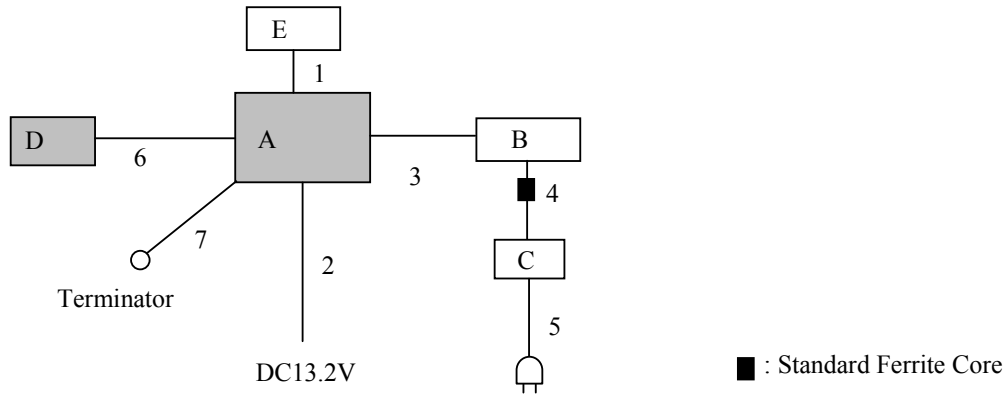 E
1
D
A
B
6
3
4
7
2
C
Terminator
5
DC13.2V
: Standard Ferrite Core